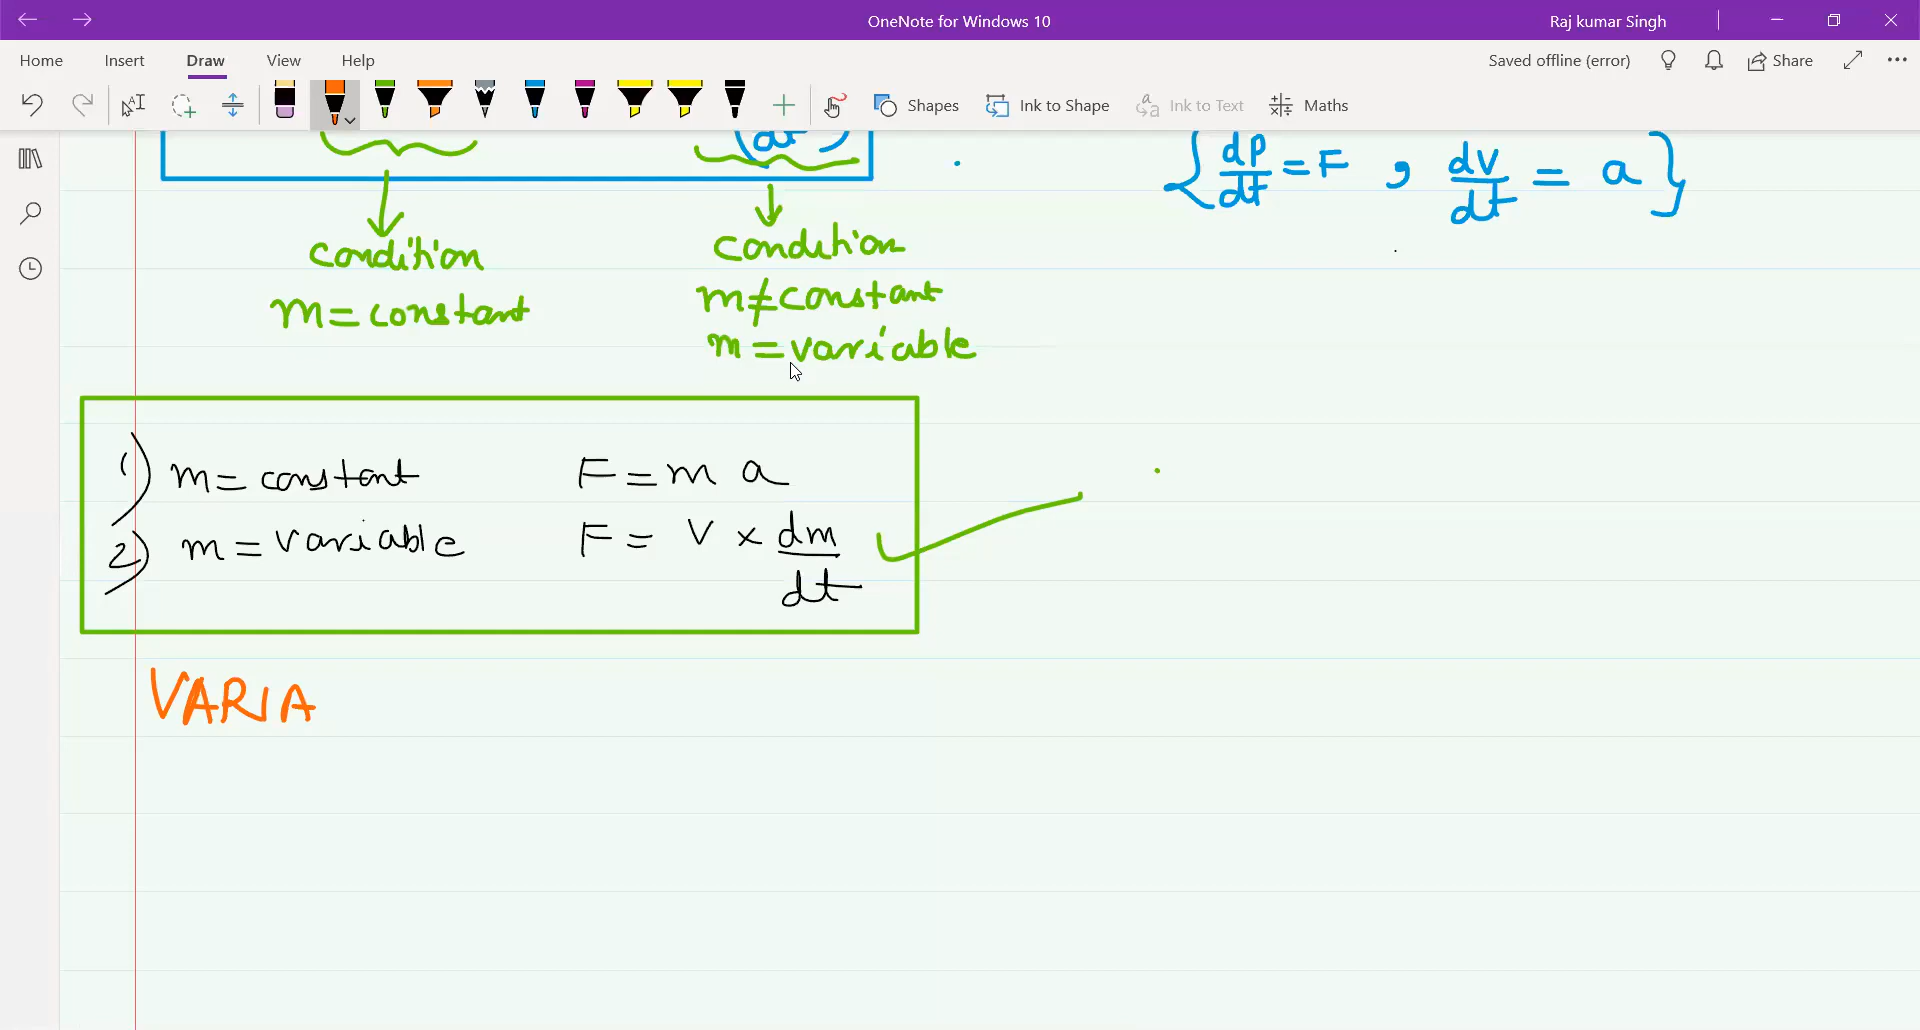 OneNote for Windows 10
Raj kumar Singh
Home Insert Draw View Help
Saved offline (error) Share
Shapes Ink to Shape Ink to Text Maths
{dp/dt = F , dv/dt = a}
condition
m = constant
condition
m ≠ constant
m = variable
1) m = constant F = m a
2) m = variable F = v × dm/dt
VARIA